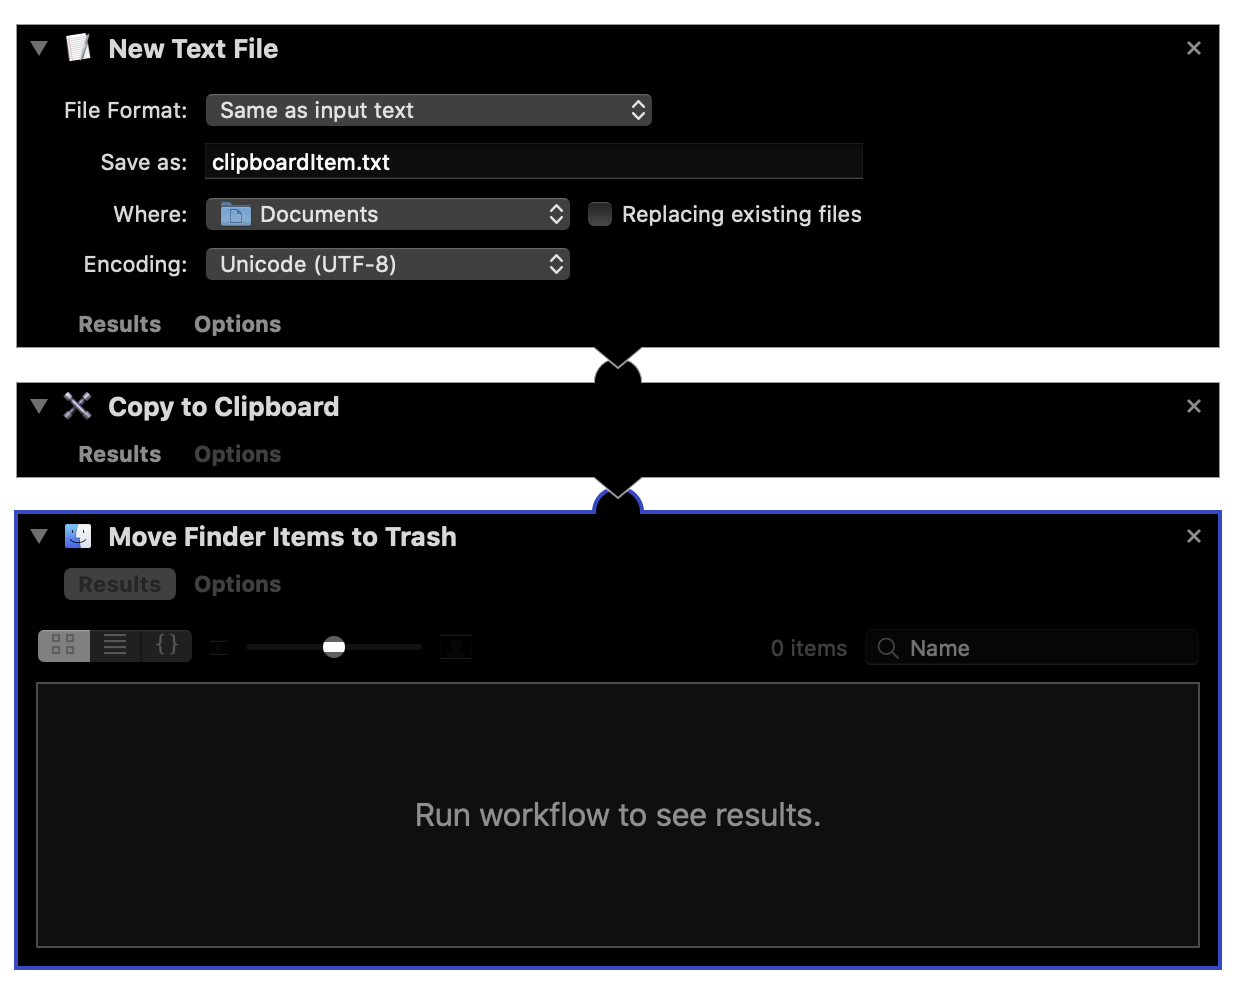 New Text File
File Format: Same as input text
Save as: clipboardItem.txt
Where: Documents Replacing existing files
Encoding: Unicode (UTF-8)
Results Options
Copy to Clipboard
Results Options
Move Finder Items to Trash
Results Options
{} 0 items Name
Run workflow to see results.